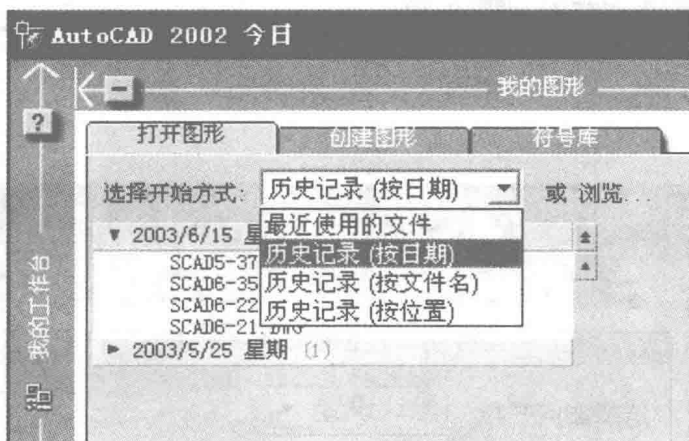 AutoCAD 2002 今日
我的图形
?
打开图形 创建图形 符号库
选择开始方式: 历史记录 (按日期) 或 浏览...
最近使用的文件
历史记录 (按日期)
历史记录 (按文件名)
历史记录 (按位置)
▼ 2003/6/15 星
SCAD5-37
SCAD6-35
SCAD6-22
SCAD6-21.DWG
► 2003/5/25 星期 (1)
我的工作台